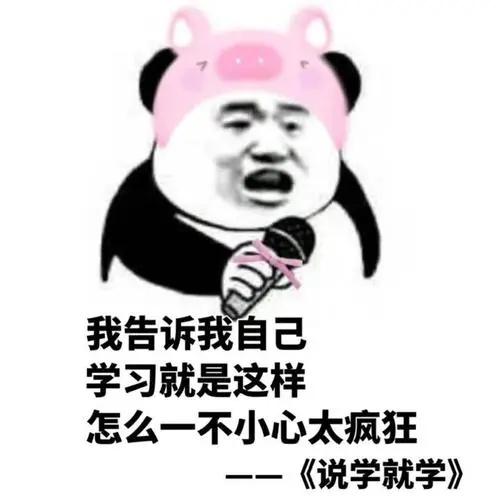 我告诉我自己
学习就是这样
怎么一不小心太疯狂
——《说学就学》